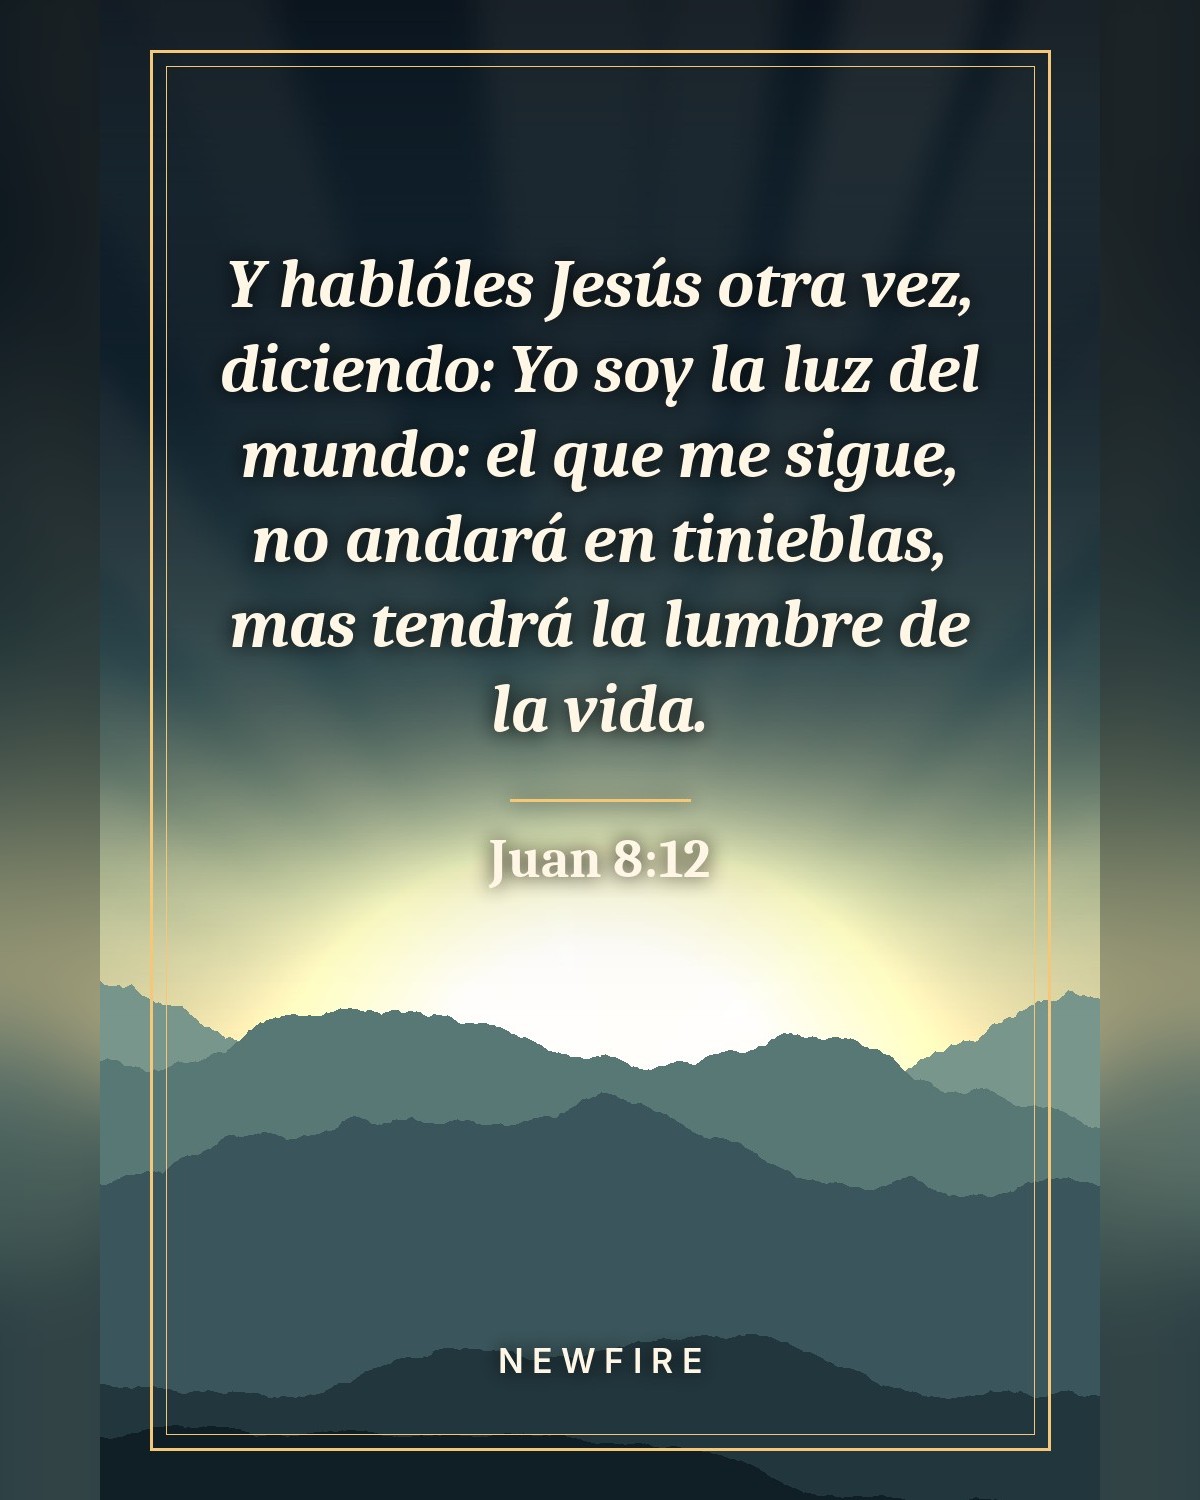 Y hablóles Jesús otra vez,
diciendo: Yo soy la luz del
mundo: el que me sigue,
no andará en tinieblas,
mas tendrá la lumbre de
la vida.
Juan 8:12
NEWFIRE